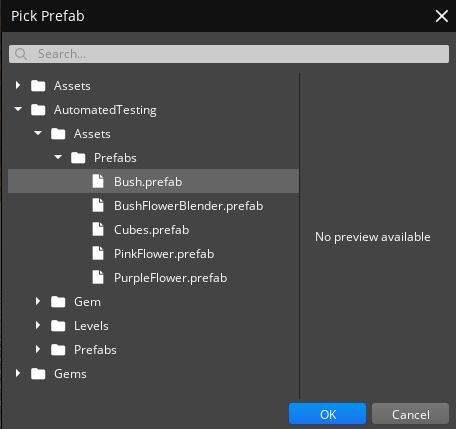 Pick Prefab
Search...
Assets
AutomatedTesting
Assets
Prefabs
Bush.prefab
BushFlowerBlender.prefab
Cubes.prefab
PinkFlower.prefab
PurpleFlower.prefab
Gem
Levels
Prefabs
Gems
No preview available
OK
Cancel